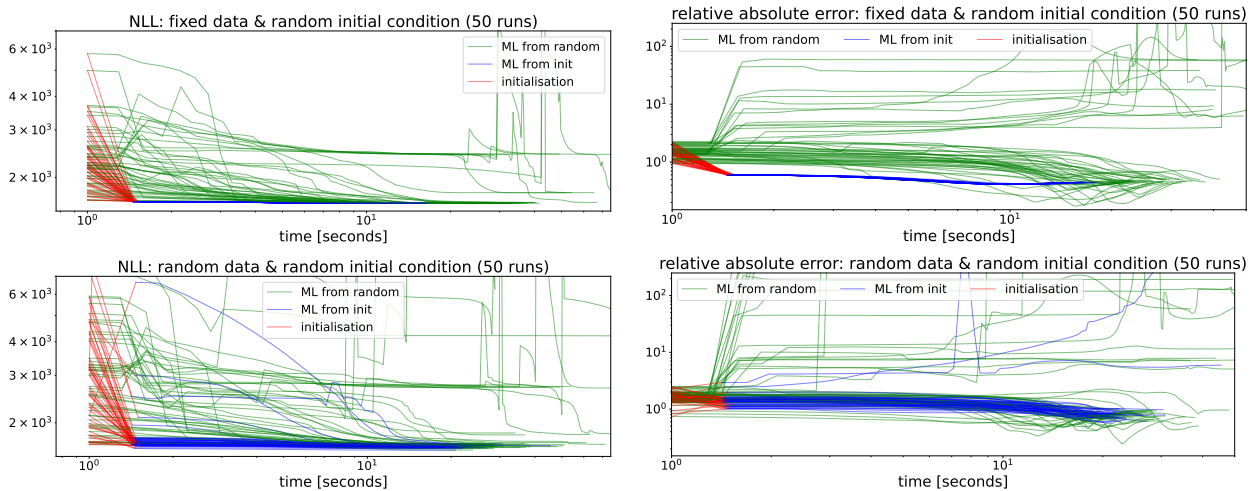 NLL: fixed data & random initial condition (50 runs)
6 × 10³
4 × 10³
3 × 10³
2 × 10³
ML from random
ML from init
initialisation
10⁰
10¹
time [seconds]
relative absolute error: fixed data & random initial condition (50 runs)
10²
10¹
10⁰
ML from random
ML from init
initialisation
10⁰
10¹
time [seconds]
NLL: random data & random initial condition (50 runs)
6 × 10³
4 × 10³
3 × 10³
2 × 10³
ML from random
ML from init
initialisation
10⁰
10¹
time [seconds]
relative absolute error: random data & random initial condition (50 runs)
10²
10¹
10⁰
ML from random
ML from init
initialisation
10⁰
10¹
time [seconds]